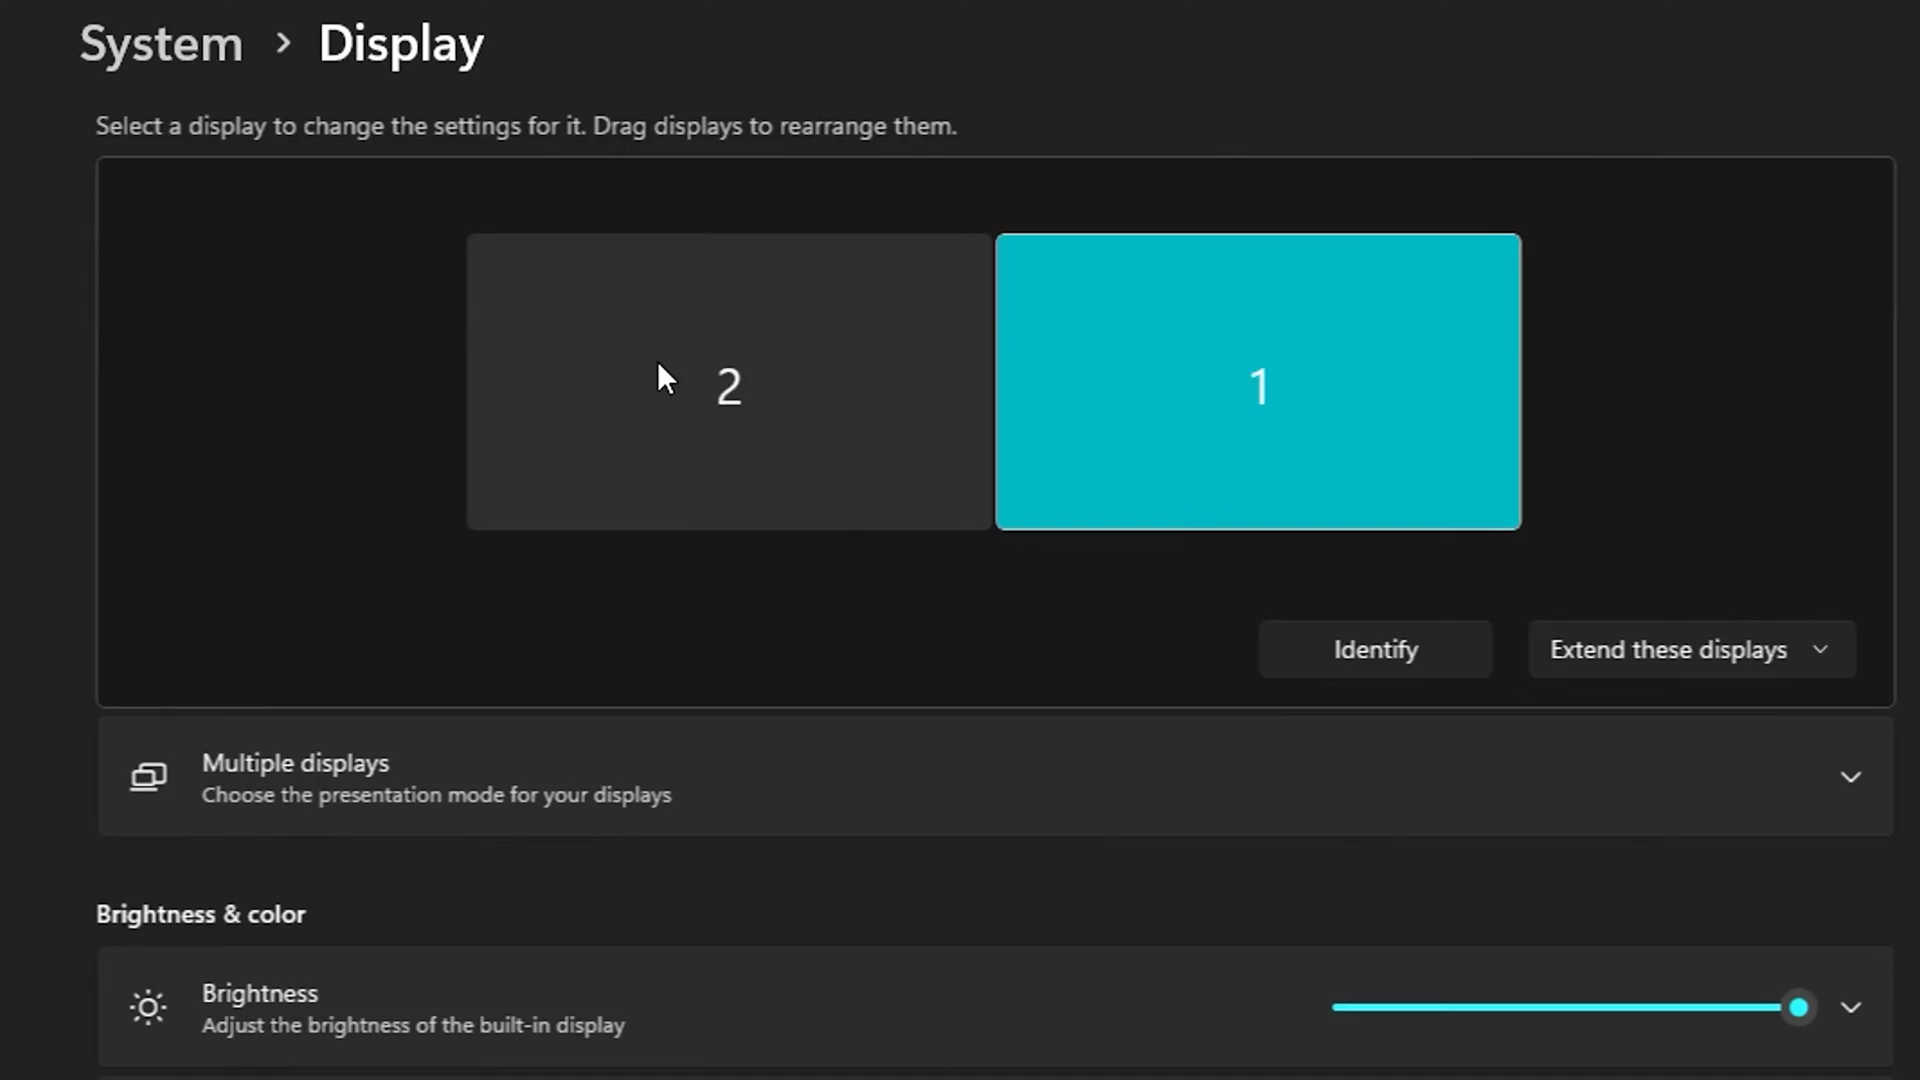 System > Display
Select a display to change the settings for it. Drag displays to rearrange them.
2
1
Identify
Extend these displays
Multiple displays
Choose the presentation mode for your displays
Brightness & color
Brightness
Adjust the brightness of the built-in display